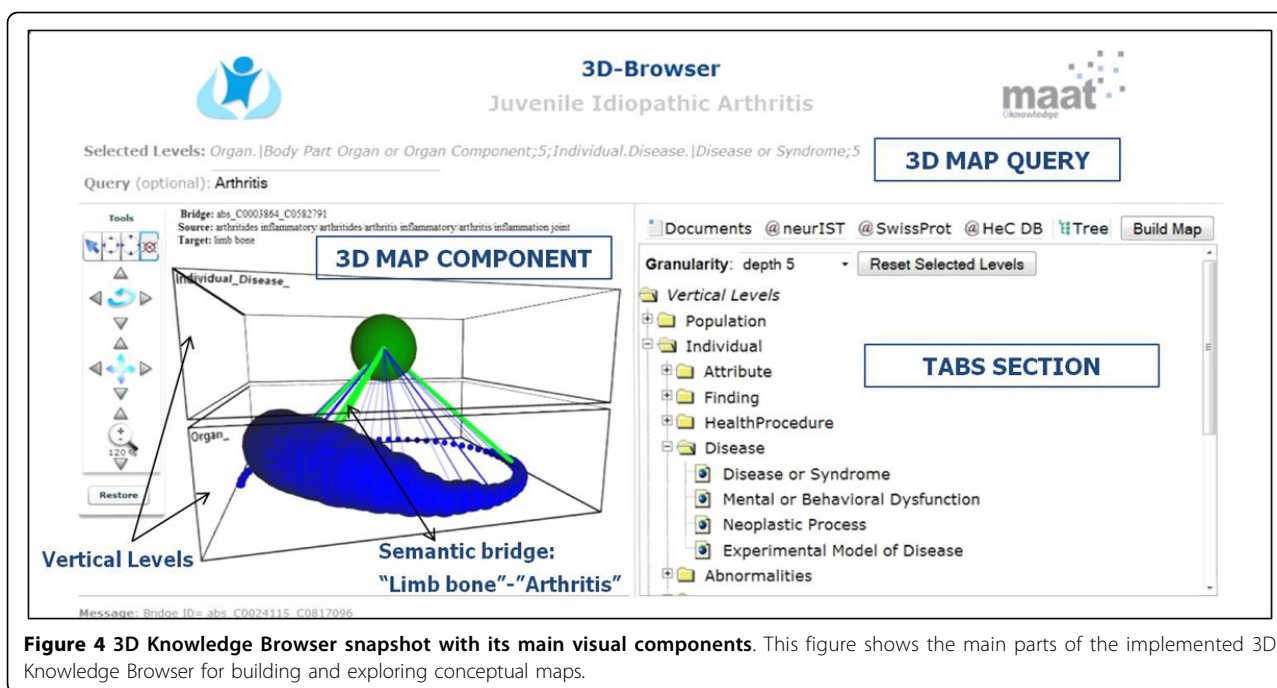 3D-Browser
Juvenile Idiopathic Arthritis
maat
Gknowledge
Selected Levels: Organ.|Body Part Organ or Organ Component;5;Individual.Disease.|Disease or Syndrome;5
3D MAP QUERY
Query (optional): Arthritis
Tools
Bridge: abs_C0003864_C0582791
Source: arthritides inflammatory/arthritides/arthritis inflammatory/arthritis/inflammation joint
Target: limb bone
3D MAP COMPONENT
Individual_Disease_
Organ_
120 %
Restore
Vertical Levels
Semantic bridge:
"Limb bone"-"Arthritis"
Documents @neurIST @SwissProt @HeC DB Tree Build Map
Granularity: depth 5 Reset Selected Levels
Vertical Levels
Population
Individual
Attribute
Finding
HealthProcedure
Disease
Disease or Syndrome
Mental or Behavioral Dysfunction
Neoplastic Process
Experimental Model of Disease
Abnormalities
TABS SECTION
Message: Bridge ID= abs_C0024115_C0817096
Figure 4 3D Knowledge Browser snapshot with its main visual components. This figure shows the main parts of the implemented 3D
Knowledge Browser for building and exploring conceptual maps.